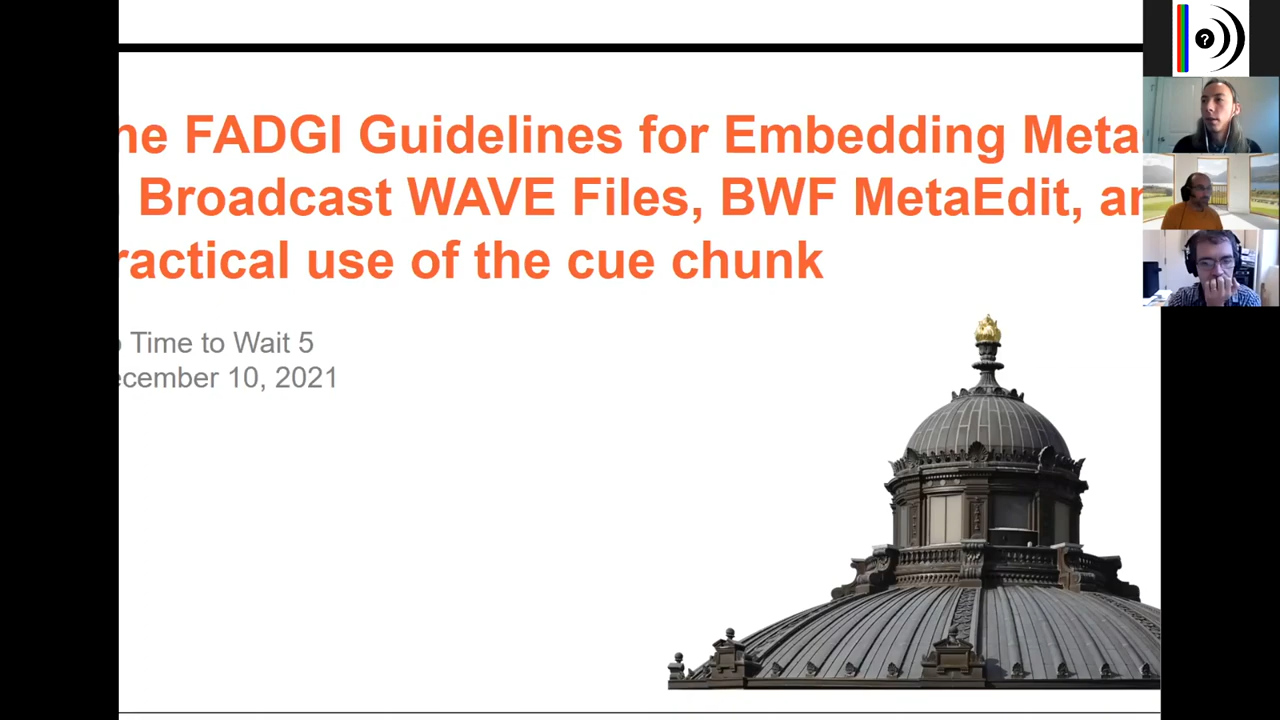 he FADGI Guidelines for Embedding Meta
Broadcast WAVE Files, BWF MetaEdit, an
ractical use of the cue chunk
Time to Wait 5
ecember 10, 2021
?